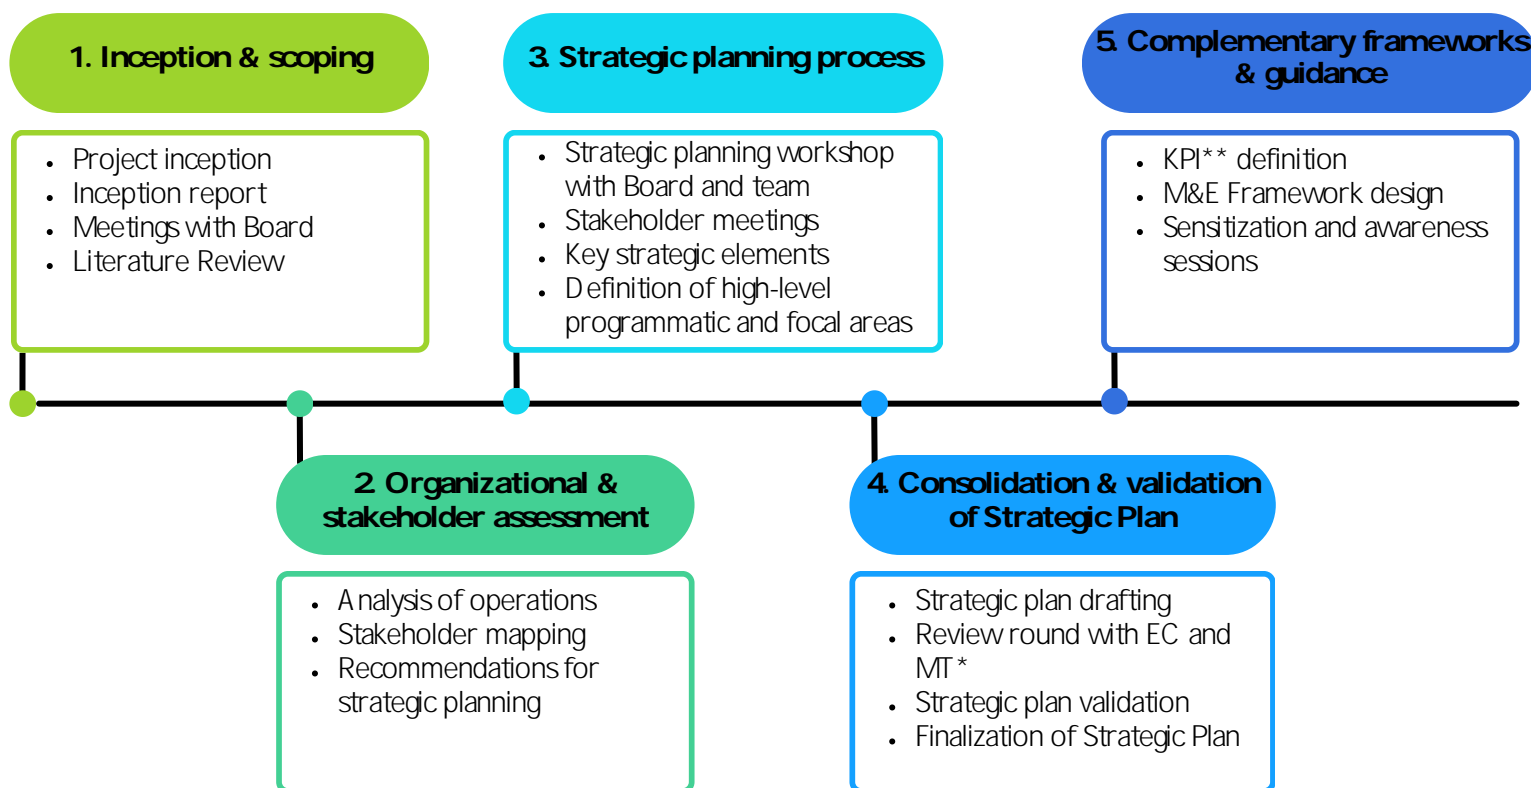 1. Inception & scoping
• Project inception
• Inception report
• Meetings with Board
• Literature Review
2. Organizational &
stakeholder assessment
• Analysis of operations
• Stakeholder mapping
• Recommendations for
strategic planning
3. Strategic planning process
• Strategic planning workshop
with Board and team
• Stakeholder meetings
• Key strategic elements
• Definition of high-level
programmatic and focal areas
4. Consolidation & validation
of Strategic Plan
• Strategic plan drafting
• Review round with EC and
MT*
• Strategic plan validation
• Finalization of Strategic Plan
5. Complementary frameworks
& guidance
• KPI** definition
• M&E Framework design
• Sensitization and awareness
sessions